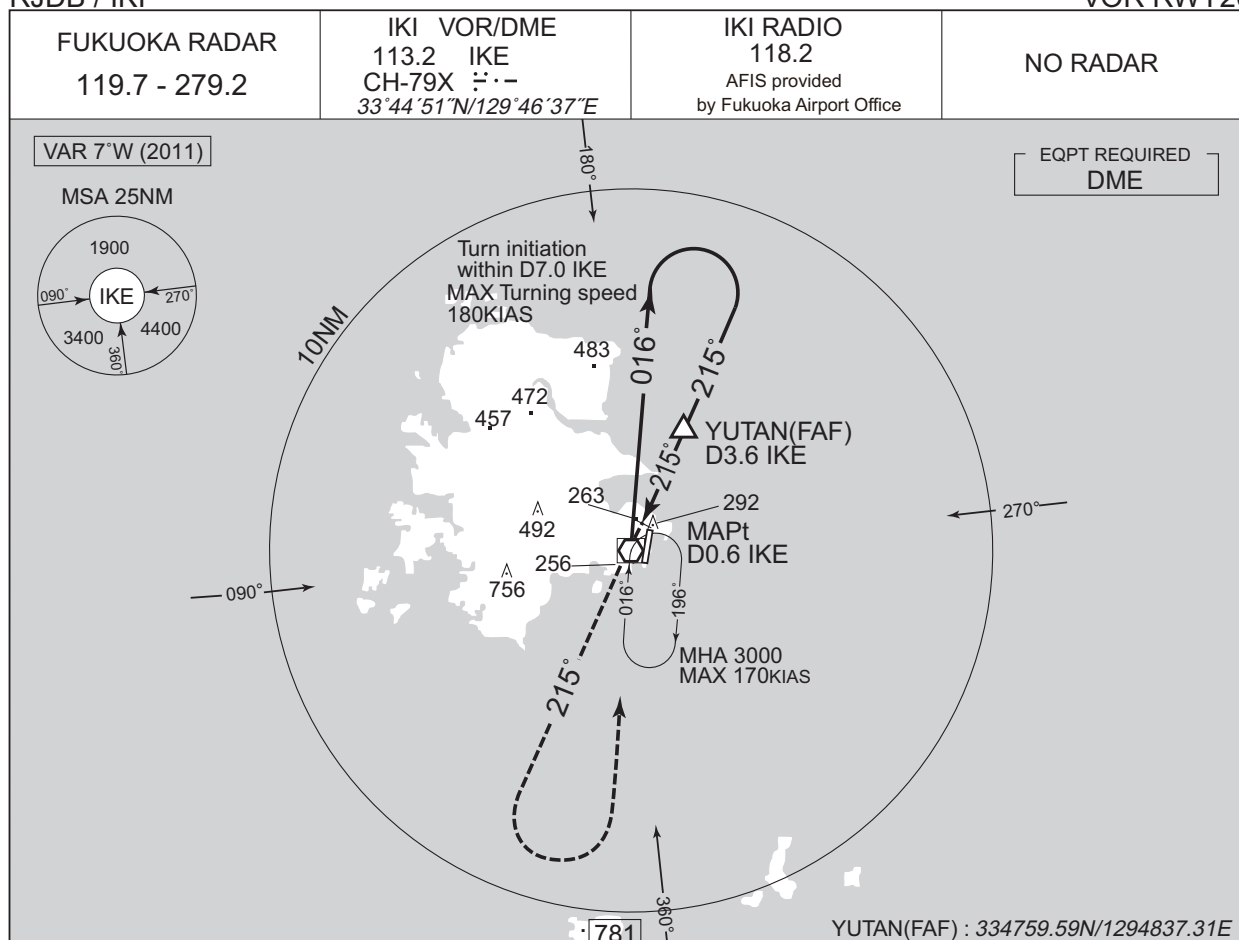 RJDB / IKI
FUKUOKA RADAR
119.7 - 279.2
IKI VOR/DME
113.2 IKE
CH-79X
33°44´51˝N/129°46´37˝E
IKI RADIO
118.2
AFIS provided
by Fukuoka Airport Office
NO RADAR
VAR 7°W (2011)
MSA 25NM
1900
090°
IKE
270°
3400
4400
360°
180°
EQPT REQUIRED
DME
Turn initiation
within D7.0 IKE
MAX Turning speed
180KIAS
10NM
016°
215°
483
472
457
YUTAN(FAF)
D3.6 IKE
215°
263
292
492
MAPt
D0.6 IKE
270°
256
756
090°
016°
196°
MHA 3000
MAX 170KIAS
215°
360°
781
YUTAN(FAF) : 334759.59N/1294837.31E